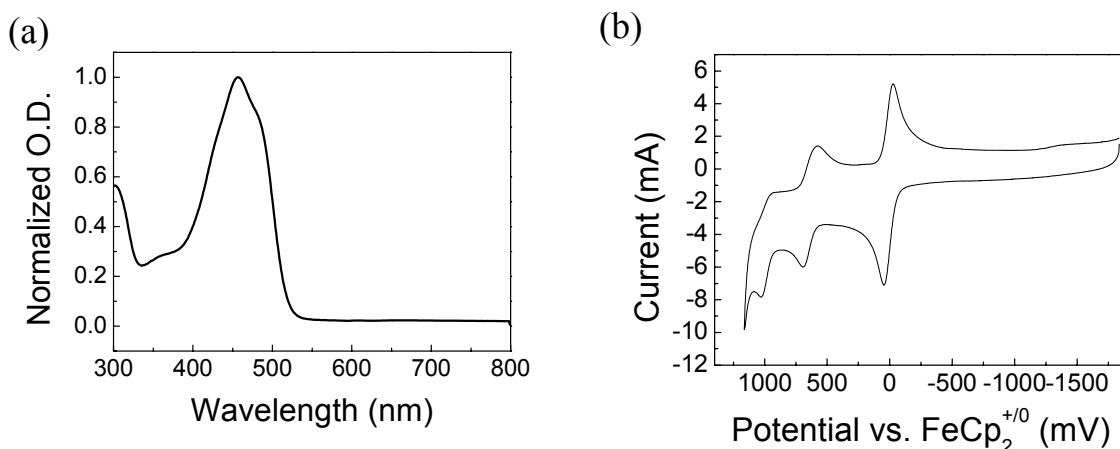 (a)
Normalized O.D.
1.0
0.8
0.6
0.4
0.2
0.0
300 400 500 600 700 800
Wavelength (nm)
(b)
Current (mA)
6
4
2
0
-2
-4
-6
-8
-10
-12
1000 500 0 -500 -1000 -1500
Potential vs. FeCp₂⁺/⁰ (mV)